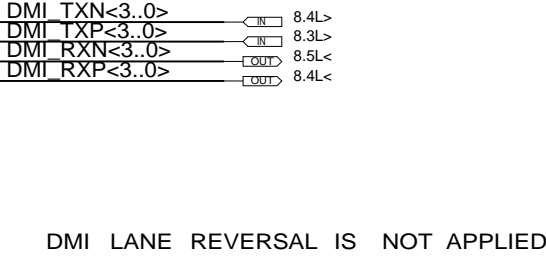 DMI_TXN<3..0> IN 8.4L>
DMI_TXP<3..0> IN 8.3L>
DMI_RXN<3..0> OUT 8.5L<
DMI_RXP<3..0> OUT 8.4L<
DMI LANE REVERSAL IS NOT APPLIED